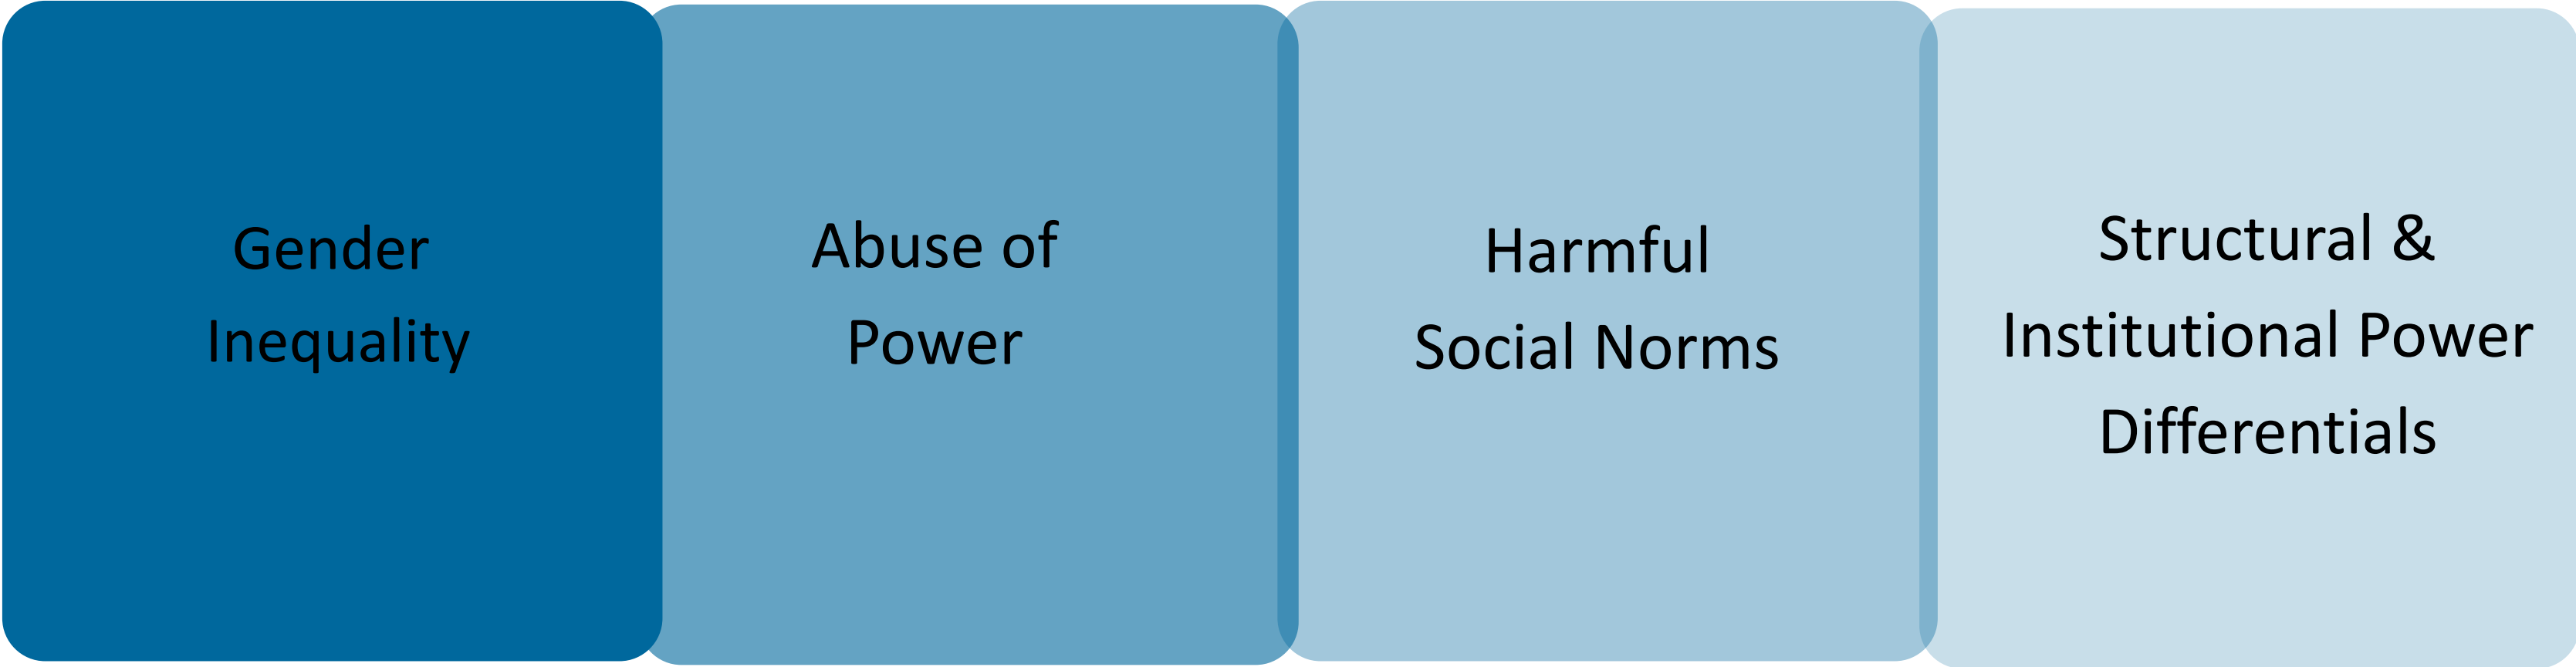 Gender
Inequality
Abuse of
Power
Harmful
Social Norms
Structural &
Institutional Power
Differentials